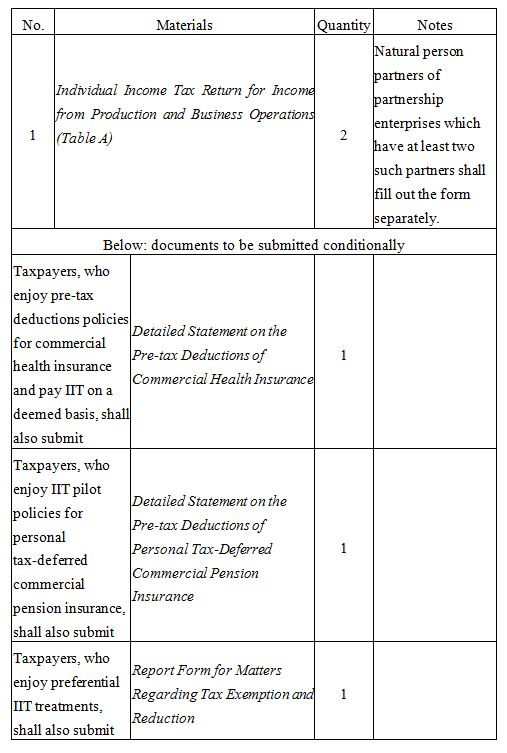 No. Materials Quantity Notes
1
Individual Income Tax Return for Income
from Production and Business Operations
(Table A)
2
Natural person
partners of
partnership
enterprises which
have at least two
such partners shall
fill out the form
separately.
Below: documents to be submitted conditionally
Taxpayers, who
enjoy pre-tax
deductions policies
for commercial
health insurance
and pay IIT on a
deemed basis, shall
also submit
Detailed Statement on the
Pre-tax Deductions of
Commercial Health Insurance
1
Taxpayers, who
enjoy IIT pilot
policies for
personal
tax-deferred
commercial
pension insurance,
shall also submit
Detailed Statement on the
Pre-tax Deductions of
Personal Tax-Deferred
Commercial Pension
Insurance
1
Taxpayers, who
enjoy preferential
IIT treatments,
shall also submit
Report Form for Matters
Regarding Tax Exemption and
Reduction
1